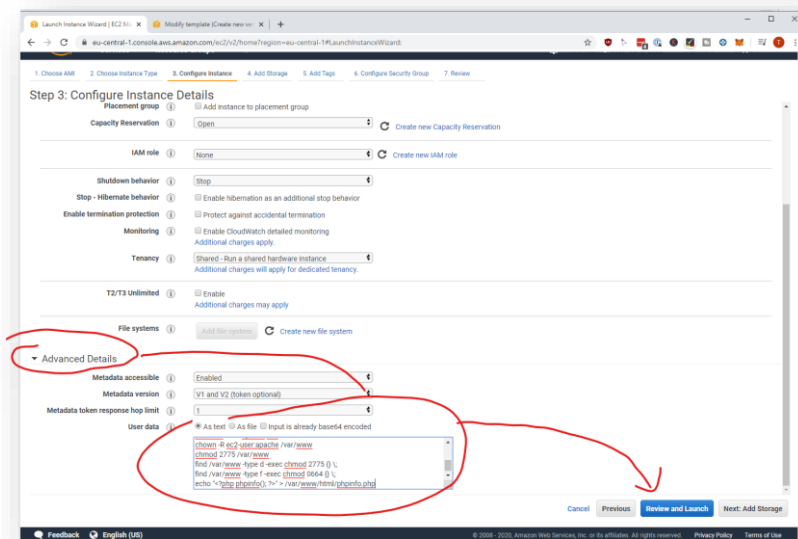 Launch Instance Wizard | EC2 Ma
Modify template (Create new ver
eu-central-1.console.aws.amazon.com/ec2/v2/home?region=eu-central-1#LaunchInstanceWizard:
1. Choose AMI 2. Choose Instance Type 3. Configure Instance 4. Add Storage 5. Add Tags 6. Configure Security Group 7. Review
Step 3: Configure Instance Details
Placement group Add instance to placement group
Capacity Reservation Open Create new Capacity Reservation
IAM role None Create new IAM role
Shutdown behavior Stop
Stop - Hibernate behavior Enable hibernation as an additional stop behavior
Enable termination protection Protect against accidental termination
Monitoring Enable CloudWatch detailed monitoring
Additional charges apply.
Tenancy Shared - Run a shared hardware instance
Additional charges will apply for dedicated tenancy.
T2/T3 Unlimited Enable
Additional charges may apply
File systems Add file system Create new file system
Advanced Details
Metadata accessible Enabled
Metadata version V1 and V2 (token optional)
Metadata token response hop limit 1
User data As text As file Input is already base64 encoded
chown -R ec2-user:apache /var/www
chmod 2775 /var/www
find /var/www -type d -exec chmod 2775 {} \;
find /var/www -type f -exec chmod 0664 {} \;
echo "<?php phpinfo(); ?>" > /var/www/html/phpinfo.php
Cancel Previous Review and Launch Next: Add Storage
Feedback English (US) © 2008 - 2020, Amazon Web Services, Inc. or its affiliates. All rights reserved. Privacy Policy Terms of Use